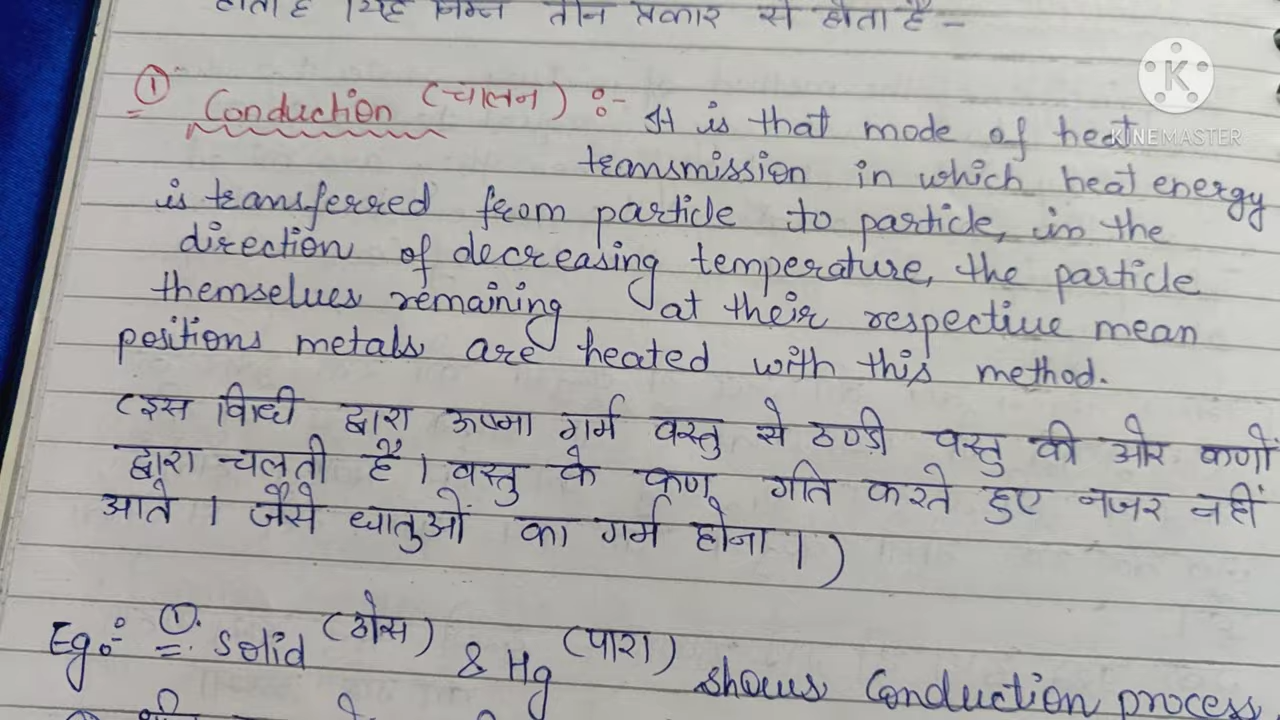 होता है । यह निम्न तीन प्रकार से होता है –
K
KINEMASTER
① Conduction (चालन) :- It is that mode of heat
transmission in which heat energy
is transferred from particle to particle, in the
direction of decreasing temperature, the particle
themselves remaining at their respective mean
positions metals are heated with this method.
(इस विधी द्वारा ऊष्मा गर्म वस्तु से ठण्डी वस्तु की ओर कणों
द्वारा चलती है । वस्तु के कण गति करते हुए नजर नहीं
आते । जैसे धातुओं का गर्म होना ।)
Eg:- ① Solid (ठोस) & Hg (पारा) shows Conduction process